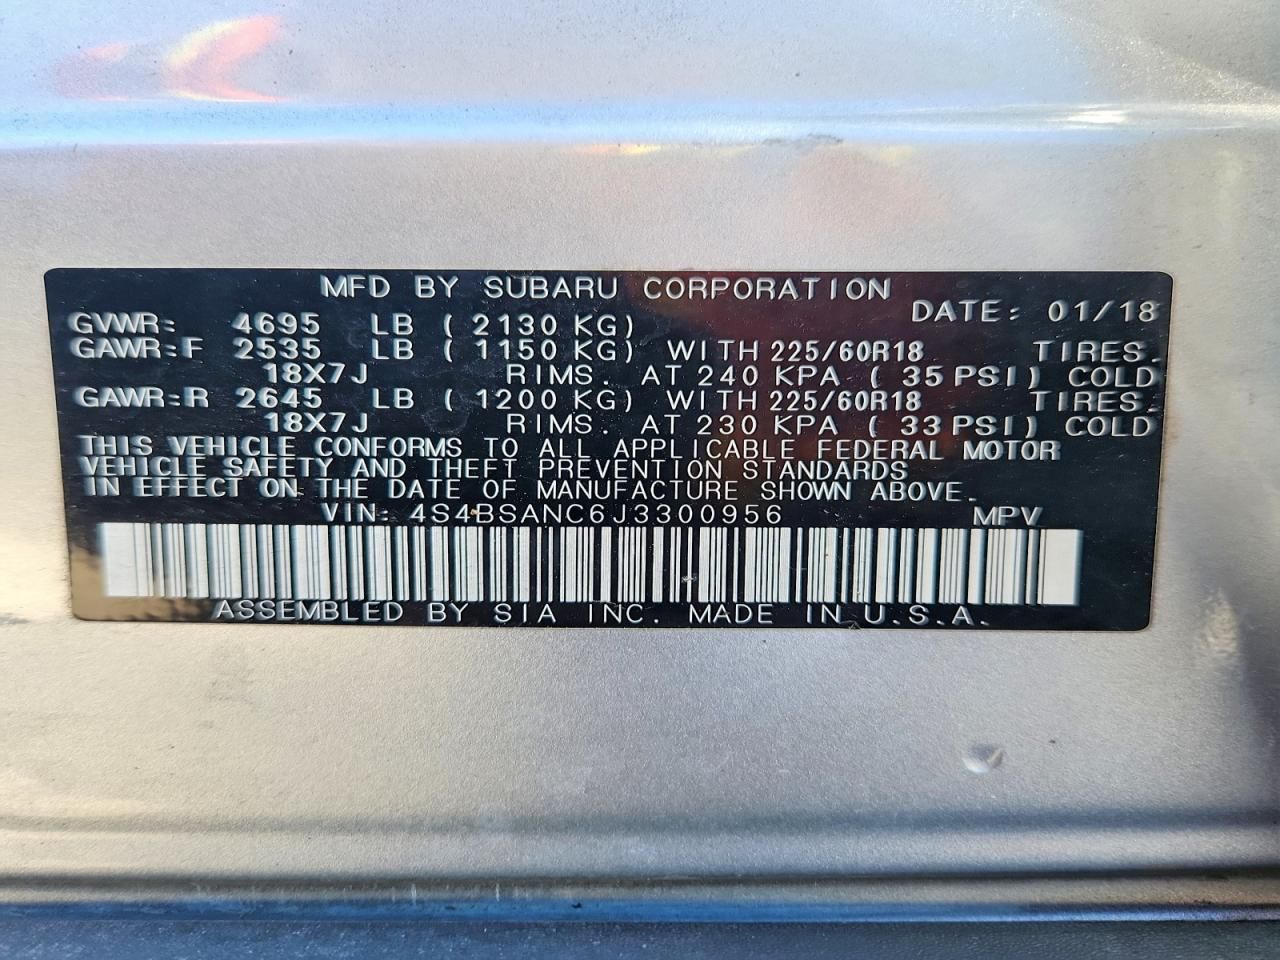 MFD BY SUBARU CORPORATION
DATE: 01/18
GVWR: 4695 LB ( 2130 KG)
GAWR:F 2535 LB ( 1150 KG) WITH 225/60R18 TIRES.
18X7J RIMS. AT 240 KPA ( 35 PSI) COLD
GAWR:R 2645 LB ( 1200 KG) WITH 225/60R18 TIRES.
18X7J RIMS. AT 230 KPA ( 33 PSI) COLD
THIS VEHICLE CONFORMS TO ALL APPLICABLE FEDERAL MOTOR
VEHICLE SAFETY AND THEFT PREVENTION STANDARDS
IN EFFECT ON THE DATE OF MANUFACTURE SHOWN ABOVE.
VIN: 4S4BSANC6J3300956 MPV
ASSEMBLED BY SIA INC. MADE IN U.S.A.